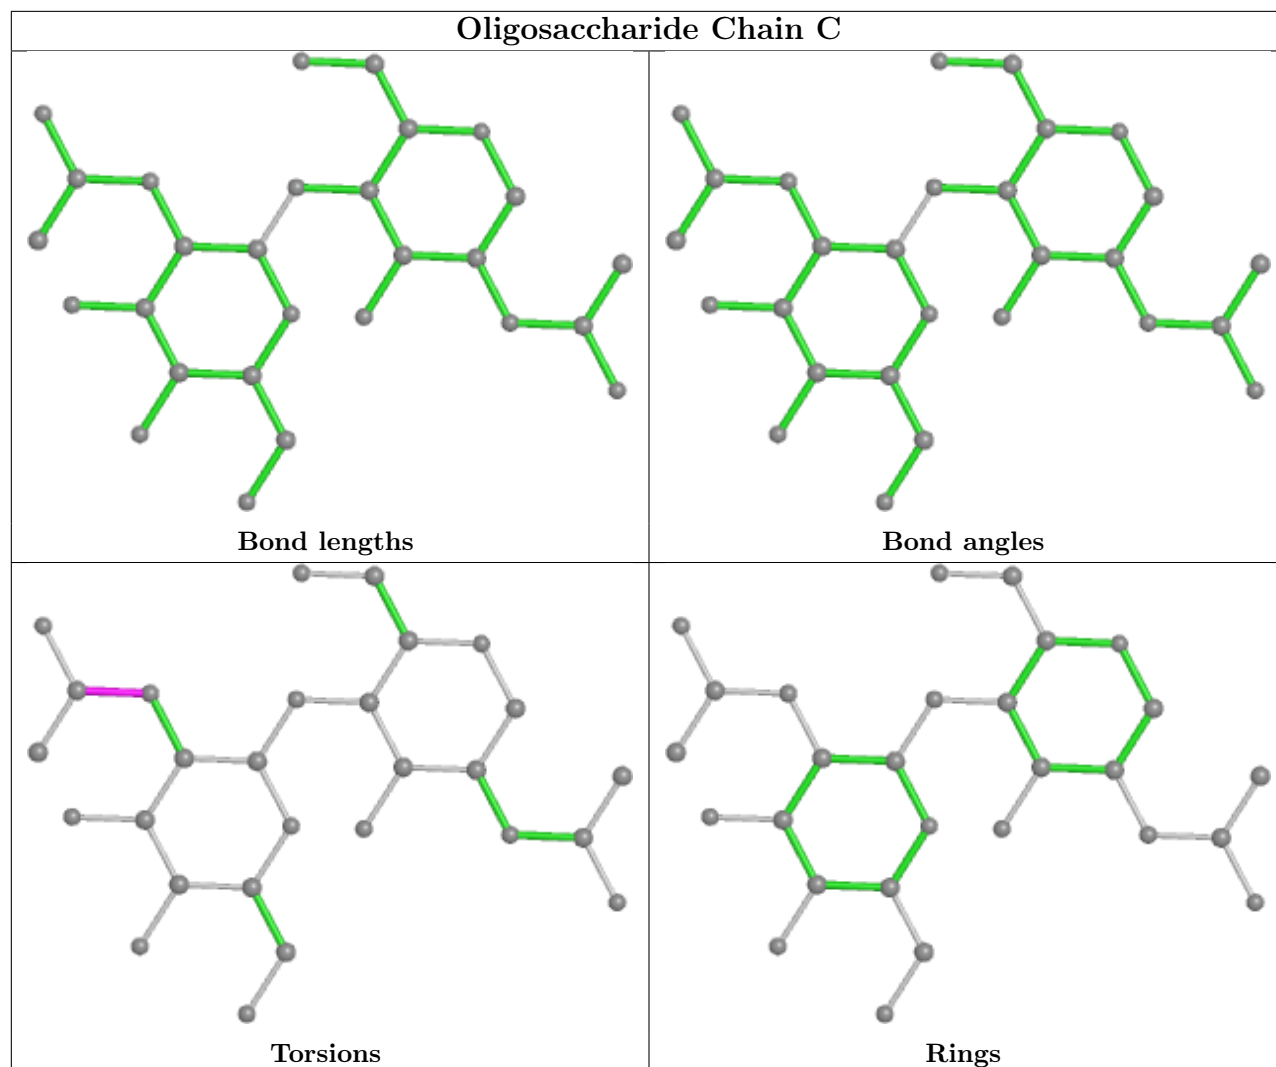 Oligosaccharide Chain C
Bond lengths
Bond angles
Torsions
Rings